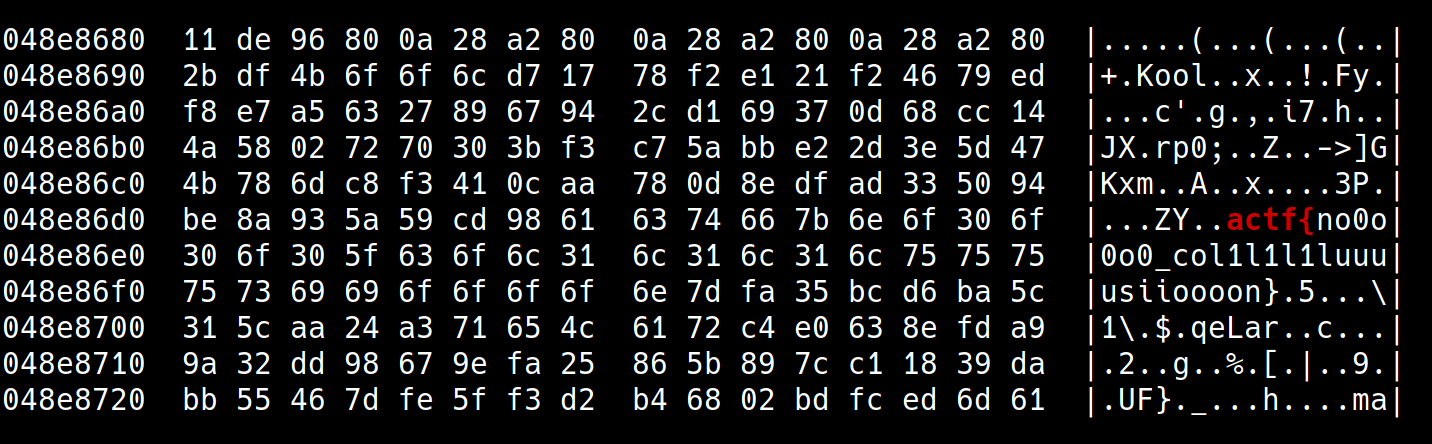 048e8680  11 de 96 80 0a 28 a2 80  0a 28 a2 80 0a 28 a2 80  |.....(...(...(..|
048e8690  2b df 4b 6f 6f 6c d7 17  78 f2 e1 21 f2 46 79 ed  |+.Kool..x..!.Fy.|
048e86a0  f8 e7 a5 63 27 89 67 94  2c d1 69 37 0d 68 cc 14  |...c'.g.,.i7.h..|
048e86b0  4a 58 02 72 70 30 3b f3  c7 5a bb e2 2d 3e 5d 47  |JX.rp0;..Z..->]G|
048e86c0  4b 78 6d c8 f3 41 0c aa  78 0d 8e df ad 33 50 94  |Kxm..A..x....3P.|
048e86d0  be 8a 93 5a 59 cd 98 61  63 74 66 7b 6e 6f 30 6f  |...ZY..actf{no0o|
048e86e0  30 6f 30 5f 63 6f 6c 31  6c 31 6c 31 6c 75 75 75  |0o0_col1l1l1luuu|
048e86f0  75 73 69 69 6f 6f 6f 6f  6e 7d fa 35 bc d6 ba 5c  |usiioooon}.5...\|
048e8700  31 5c aa 24 a3 71 65 4c  61 72 c4 e0 63 8e fd a9  |1\.$.qeLar..c...|
048e8710  9a 32 dd 98 67 9e fa 25  86 5b 89 7c c1 18 39 da  |.2..g..%.[.|..9.|
048e8720  bb 55 46 7d fe 5f f3 d2  b4 68 02 bd fc ed 6d 61  |.UF}._...h....ma|